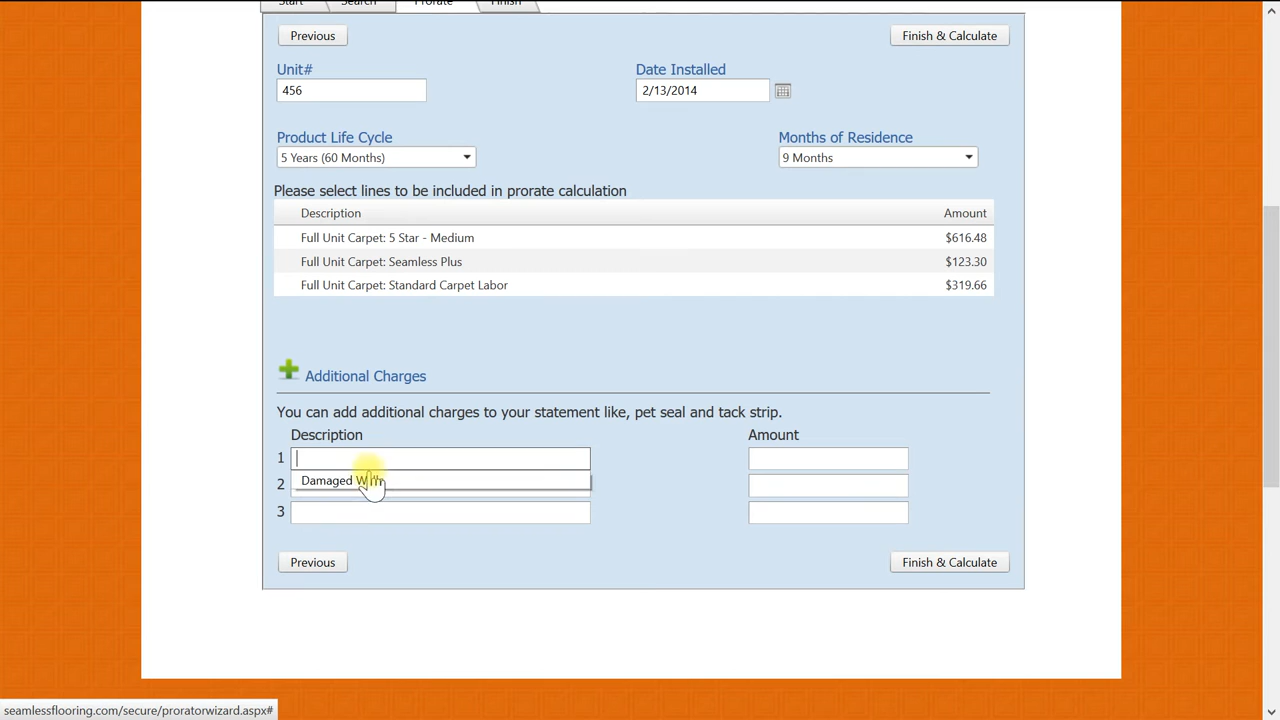 Start Search Prorate Finish
Previous Finish & Calculate
Unit# Date Installed
456 2/13/2014
Product Life Cycle Months of Residence
5 Years (60 Months) 9 Months
Please select lines to be included in prorate calculation
Description Amount
Full Unit Carpet: 5 Star - Medium $616.48
Full Unit Carpet: Seamless Plus $123.30
Full Unit Carpet: Standard Carpet Labor $319.66
Additional Charges
You can add additional charges to your statement like, pet seal and tack strip.
Description Amount
1
Damaged
2
3
Previous Finish & Calculate
seamlessflooring.com/secure/proratorwizard.aspx#